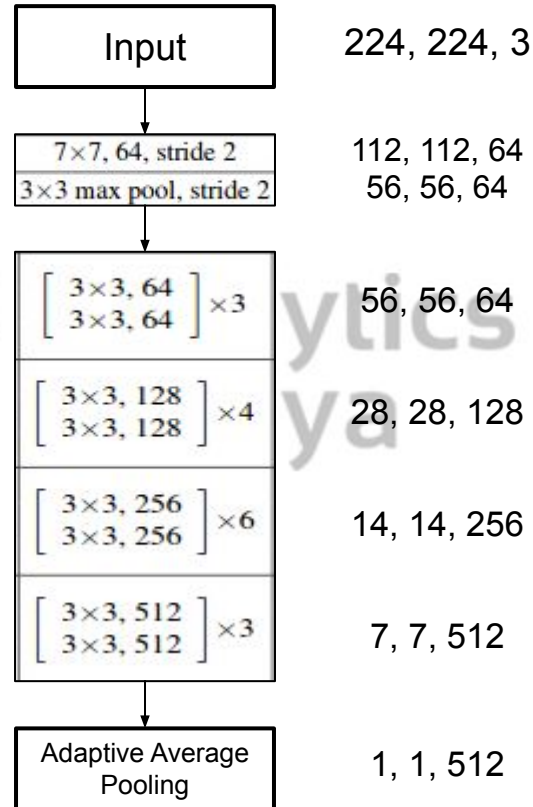 Input 224, 224, 3
7×7, 64, stride 2 112, 112, 64
3×3 max pool, stride 2 56, 56, 64
3×3, 64
3×3, 64
×3 56, 56, 64
3×3, 128
3×3, 128
×4 28, 28, 128
3×3, 256
3×3, 256
×6 14, 14, 256
3×3, 512
3×3, 512
×3 7, 7, 512
Adaptive Average
Pooling
1, 1, 512
ytics
ya